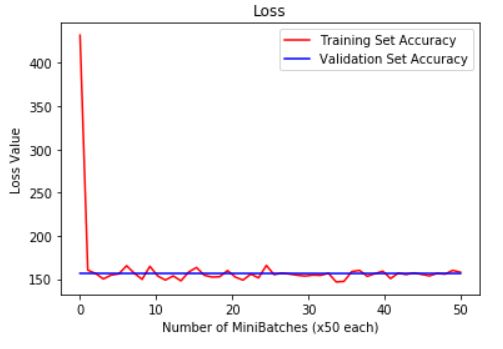 Loss
Training Set Accuracy
Validation Set Accuracy
400
350
300
250
200
150
Loss Value
0 10 20 30 40 50
Number of MiniBatches (x50 each)